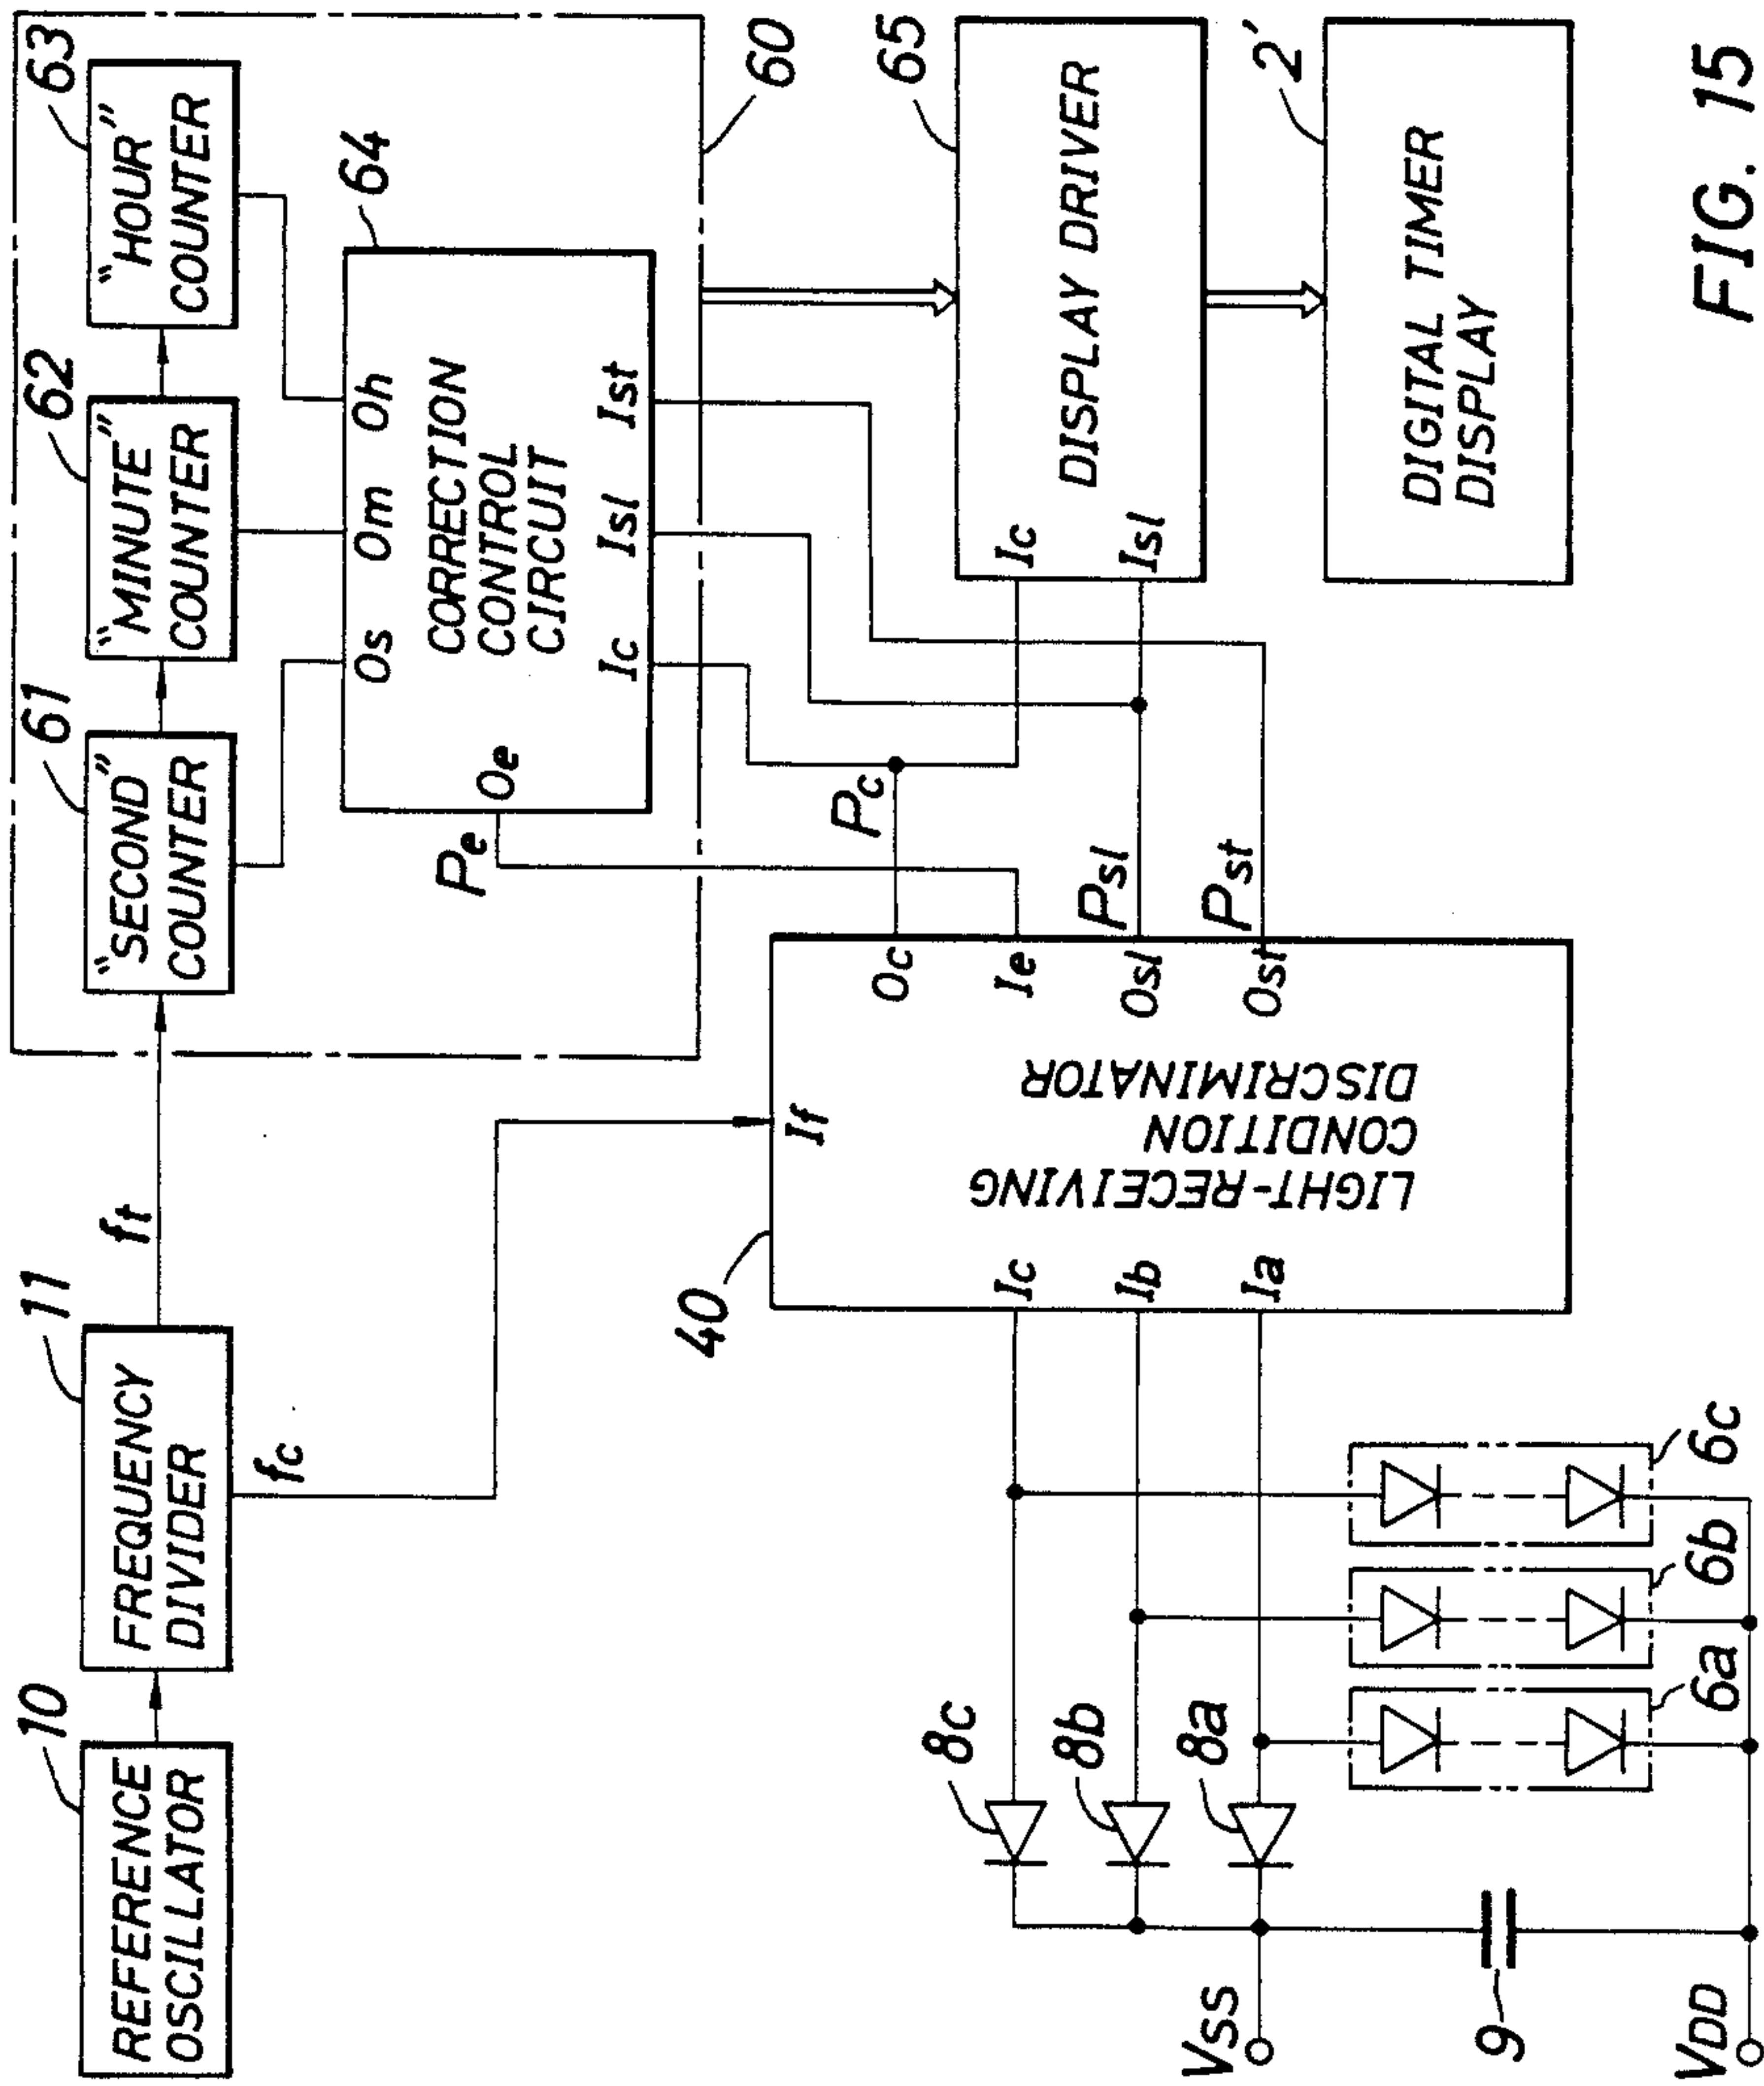 10
REFERENCE
OSCILLATOR
11
FREQUENCY
DIVIDER
ft
fc
61
"SECOND"
COUNTER
62
"MINUTE"
COUNTER
63
"HOUR"
COUNTER
64
Os Om Oh
Oe
CORRECTION
CONTROL
CIRCUIT
Ic Isl Ist
60
Pe
Pc
Psl
Pst
65
Ic
Isl
DISPLAY DRIVER
2'
DIGITAL TIMER
DISPLAY
40
If
Ic
Ib
Ia
LIGHT-RECEIVING
CONDITION
DISCRIMINATOR
Oc
Ie
Osl
Ost
8c
8b
8a
6a
6b
6c
VSS
9
VDD
FIG. 15